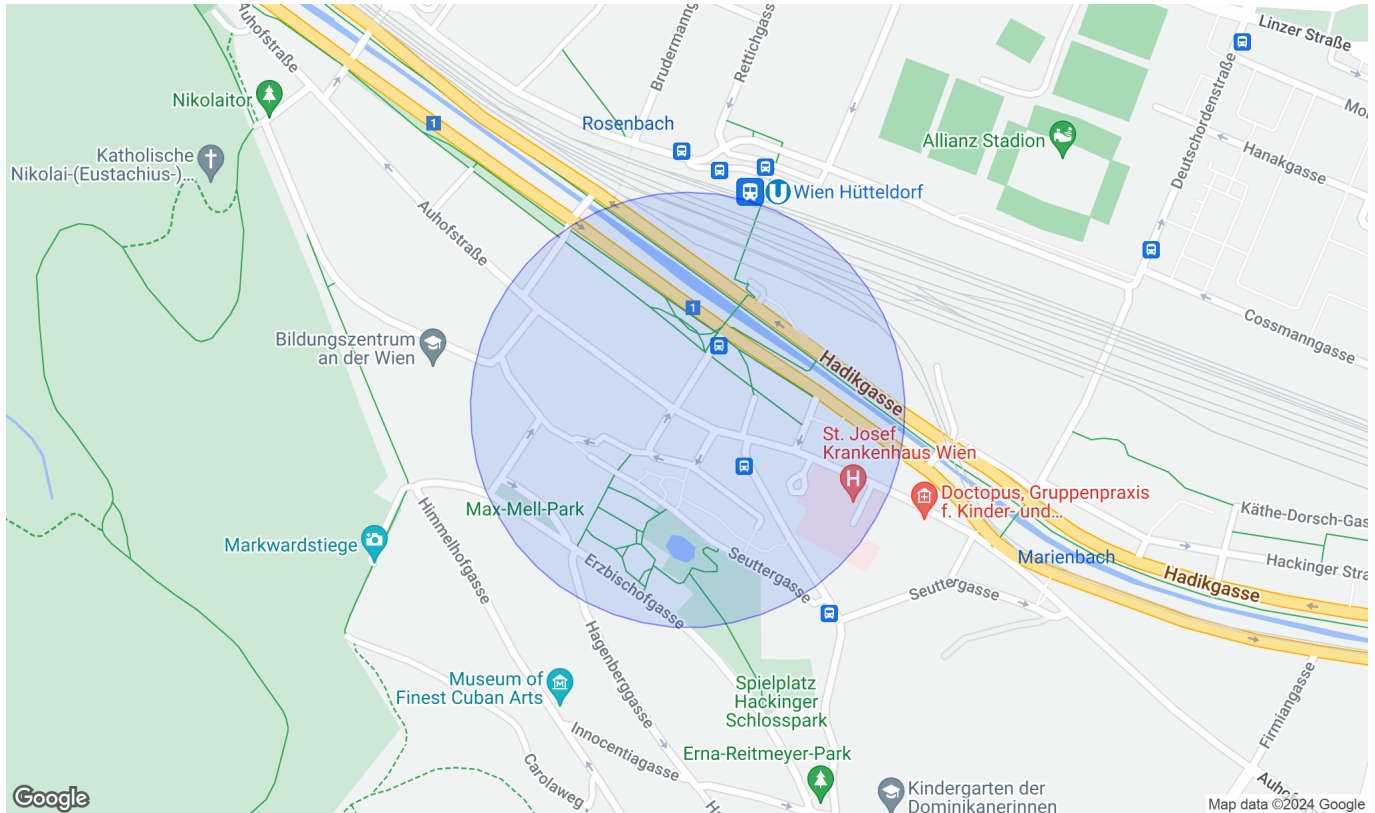 Auhofstraße
Brudermanng
Rettichgass
Linzer Straße
Nikolaitor
1
Rosenbach
Deutschordenstraße
Allianz Stadion
Hanakgasse
Katholische
Nikolai-(Eustachius-)...
U
Wien Hütteldorf
Auhofstraße
1
Cossmanngasse
Bildungszentrum
an der Wien
Hadikgasse
St. Josef
Krankenhaus Wien
H
Doctopus, Gruppenpraxis
f. Kinder- und...
Max-Mell-Park
Käthe-Dorsch-Gas
Markwardstiege
Himmelhofgasse
Erzbischofgasse
Seuttergasse
Marienbach
Hackinger Stra
Hadikgasse
Seuttergasse
Hagenberggasse
Museum of
Finest Cuban Arts
M
Spielplatz
Hackinger
Schlosspark
Firmiangasse
Innocentiagasse
Erna-Reitmeyer-Park
Carolaweg
Kindergarten der
Dominikanerinnen
Google
Map data ©2024 Google